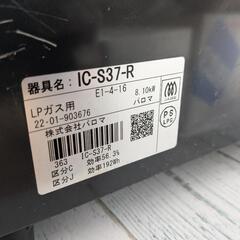 器具名: IC-S37-R
E1-4-16 8.10kW
LPガス用 パロマ
22-01-903676
株式会社パロマ
363 IC-S37-R
区分C 効率56.3%
区分J 効率192Wh
PS
LPG